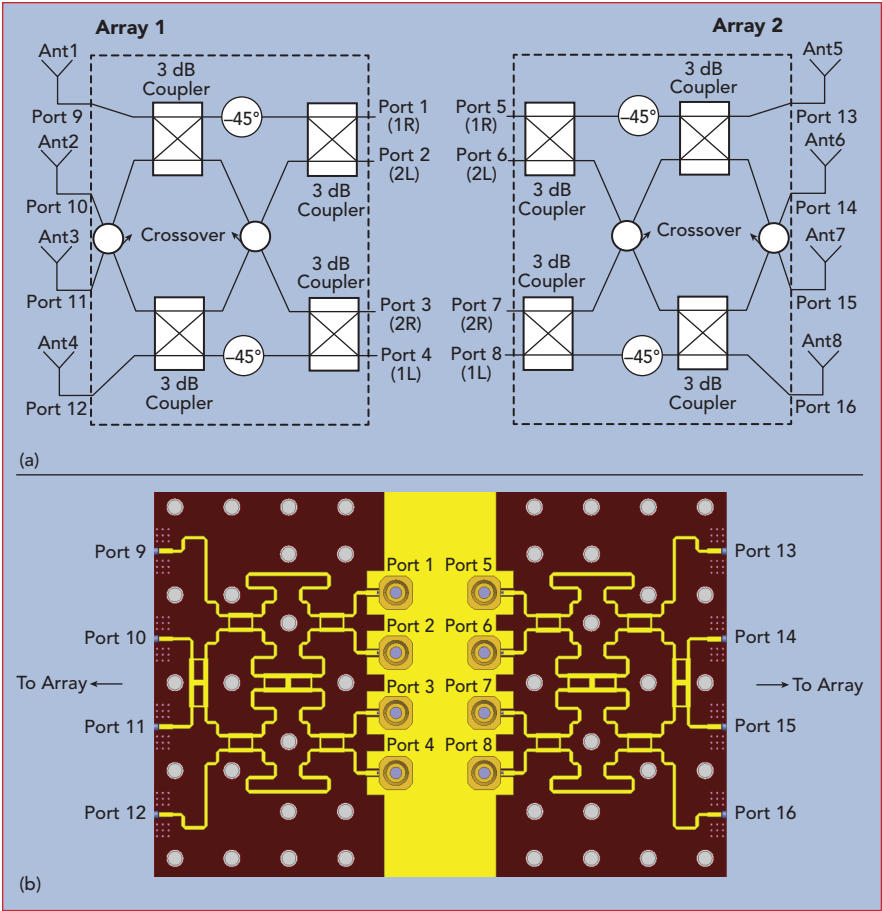 Array 1
Array 2
Ant1
3 dB
Coupler
–45°
Port 9
Port 1
(1R)
Ant2
Port 2
(2L)
3 dB
Coupler
Port 10
Crossover
Ant3
3 dB
Coupler
Port 11
Port 3
(2R)
Ant4
–45°
Port 4
(1L)
3 dB
Coupler
Port 12
3 dB
Coupler
Ant5
Port 5
(1R)
–45°
Port 13
Ant6
Port 6
(2L)
3 dB
Coupler
Port 14
Crossover
Ant7
3 dB
Coupler
Port 7
(2R)
Port 15
Port 8
(1L)
–45°
Ant8
3 dB
Coupler
Port 16
(a)
Port 9
Port 1
Port 5
Port 13
Port 10
Port 2
Port 6
Port 14
To Array
Port 3
Port 7
To Array
Port 11
Port 15
Port 4
Port 8
Port 12
Port 16
(b)